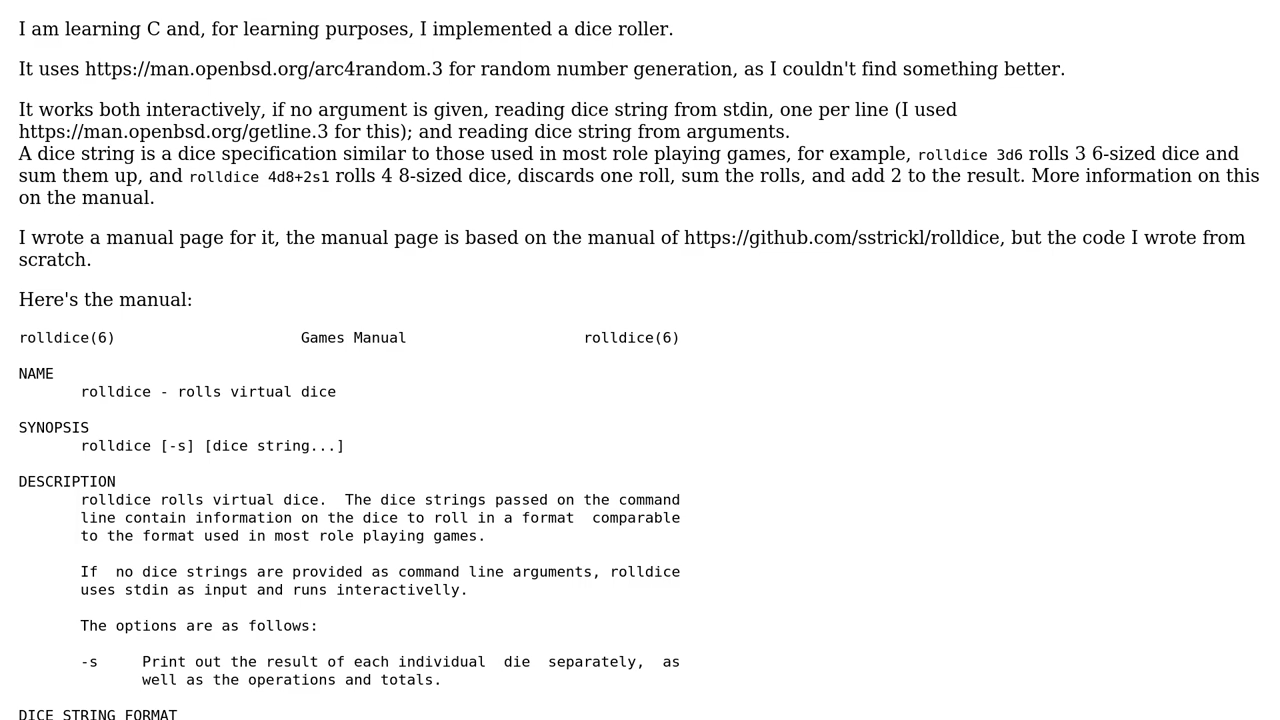 I am learning C and, for learning purposes, I implemented a dice roller.
It uses https://man.openbsd.org/arc4random.3 for random number generation, as I couldn't find something better.
It works both interactively, if no argument is given, reading dice string from stdin, one per line (I used
https://man.openbsd.org/getline.3 for this); and reading dice string from arguments.
A dice string is a dice specification similar to those used in most role playing games, for example, rolldice 3d6 rolls 3 6-sized dice and
sum them up, and rolldice 4d8+2s1 rolls 4 8-sized dice, discards one roll, sum the rolls, and add 2 to the result. More information on this
on the manual.
I wrote a manual page for it, the manual page is based on the manual of https://github.com/sstrickl/rolldice, but the code I wrote from
scratch.
Here's the manual:
rolldice(6)                     Games Manual                    rolldice(6)
NAME
       rolldice - rolls virtual dice
SYNOPSIS
       rolldice [-s] [dice string...]
DESCRIPTION
       rolldice rolls virtual dice.  The dice strings passed on the command
       line contain information on the dice to roll in a format  comparable
       to the format used in most role playing games.
       If  no dice strings are provided as command line arguments, rolldice
       uses stdin as input and runs interactivelly.
       The options are as follows:
       -s     Print out the result of each individual  die  separately,  as
              well as the operations and totals.
DICE STRING FORMAT